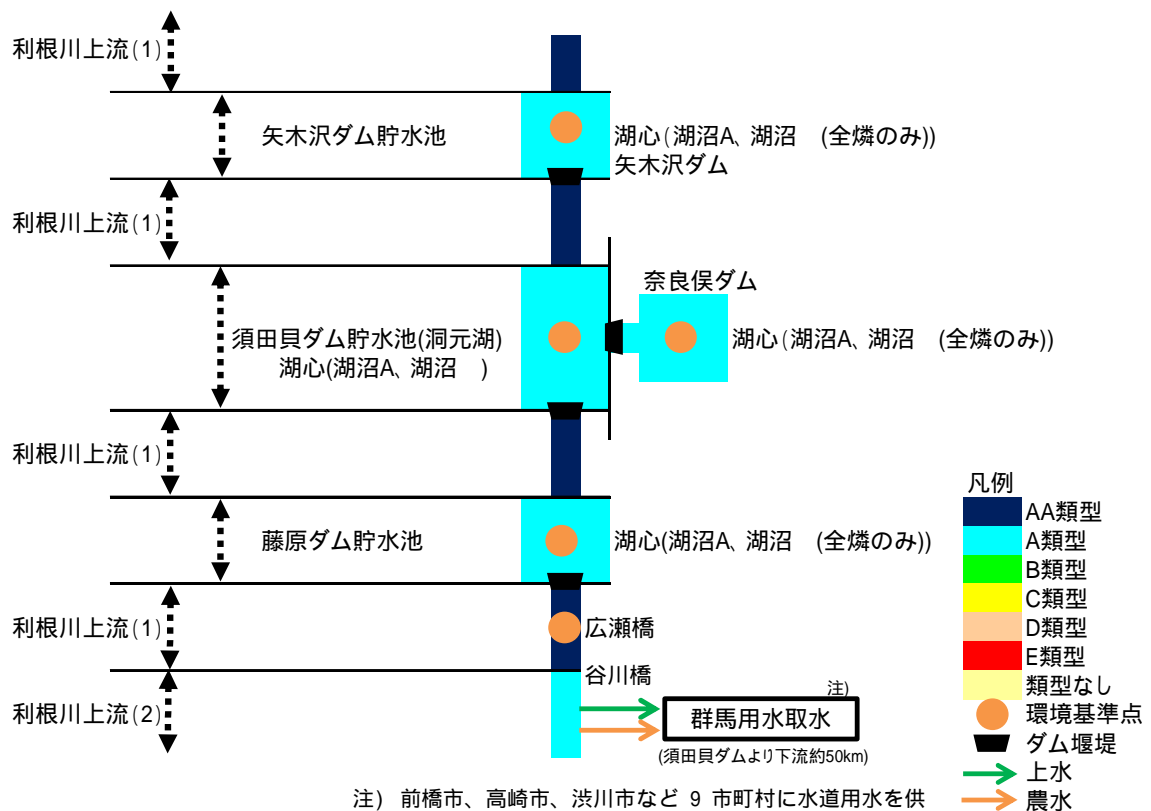 利根川上流(1)
矢木沢ダム貯水池
湖心(湖沼A、湖沼　(全燐のみ))
矢木沢ダム
利根川上流(1)
奈良俣ダム
須田貝ダム貯水池(洞元湖)
湖心(湖沼A、湖沼　)
湖心(湖沼A、湖沼　(全燐のみ))
利根川上流(1)
藤原ダム貯水池
湖心(湖沼A、湖沼　(全燐のみ))
利根川上流(1)
広瀬橋
谷川橋
利根川上流(2)
注)
群馬用水取水
(須田貝ダムより下流約50km)
凡例
AA類型
A類型
B類型
C類型
D類型
E類型
類型なし
環境基準点
ダム堰堤
上水
農水
注) 前橋市、高崎市、渋川市など 9 市町村に水道用水を供